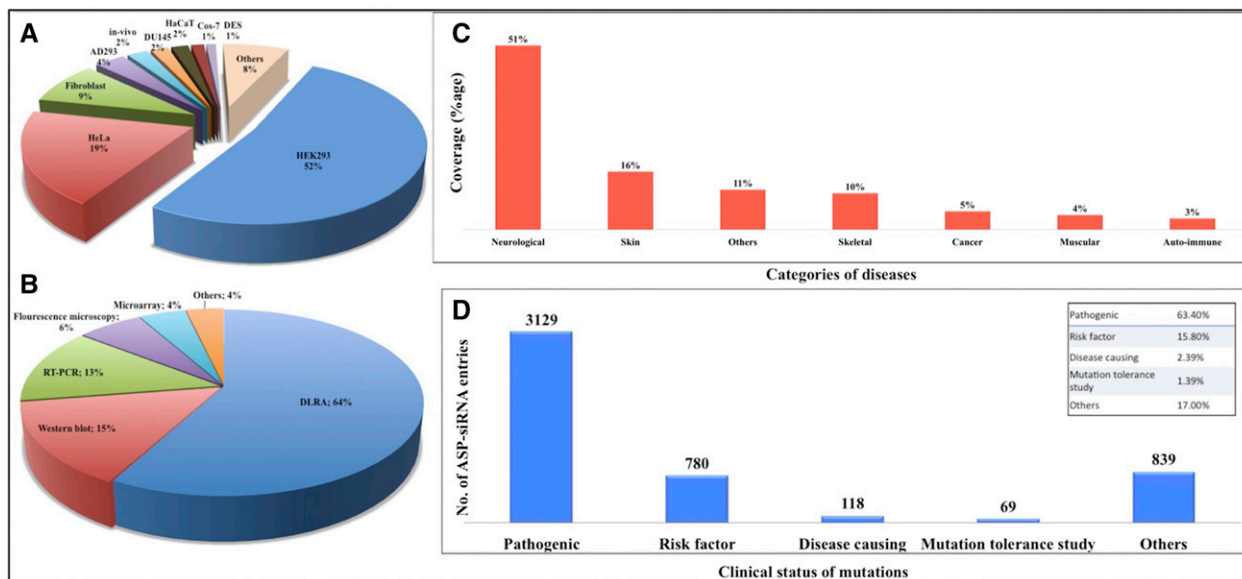 A
HEK293
52%
HeLa
19%
Fibroblast
9%
AD293
4%
in-vivo
2%
DU145
2%
HaCaT
2%
Cos-7
1%
DES
1%
Others
8%
B
DLRA; 64%
Western blot; 15%
RT-PCR; 13%
Flourescence microscopy;
6%
Microarray; 4%
Others; 4%
C
Coverage (%age)
51%
16%
11%
10%
5%
4%
3%
Neurological
Skin
Others
Skeletal
Cancer
Muscular
Auto-immune
Categories of diseases
D
No. of ASP-siRNA entries
3129
780
118
69
839
Pathogenic
Risk factor
Disease causing
Mutation tolerance study
Others
Clinical status of mutations
Pathogenic 63.40%
Risk factor 15.80%
Disease causing 2.39%
Mutation tolerance
study 1.39%
Others 17.00%